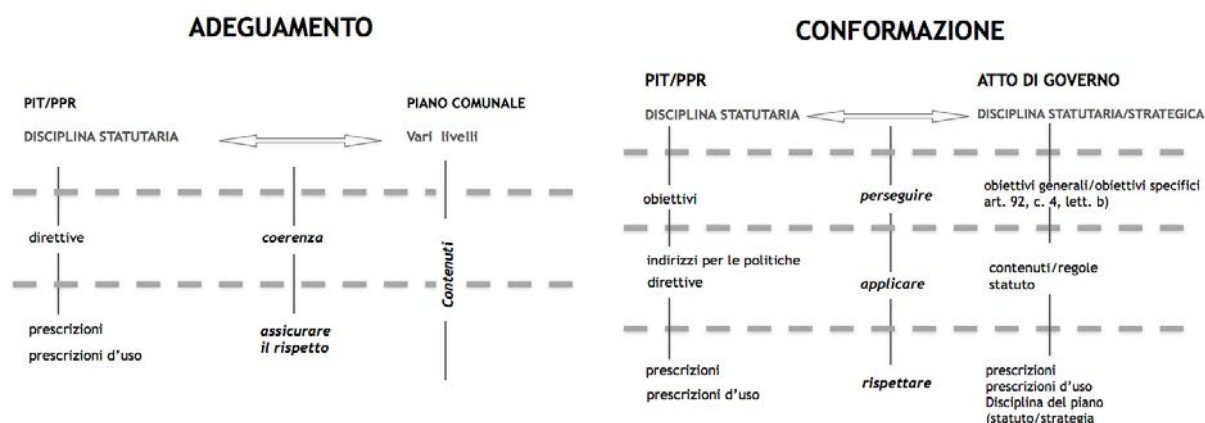 ADEGUAMENTO
PIT/PPR
PIANO COMUNALE
DISCIPLINA STATUTARIA
Vari livelli
direttive
coerenza
Contenuti
prescrizioni
prescrizioni d'uso
assicurare
il rispetto
CONFORMAZIONE
PIT/PPR
ATTO DI GOVERNO
DISCIPLINA STATUTARIA
DISCIPLINA STATUTARIA/STRATEGICA
obiettivi
perseguire
obiettivi generali/obiettivi specifici
art. 92, c. 4, lett. b)
indirizzi per le politiche
direttive
applicare
contenuti/regole
statuto
prescrizioni
prescrizioni d'uso
rispettare
prescrizioni
prescrizioni d'uso
Disciplina del piano
(statuto/strategia